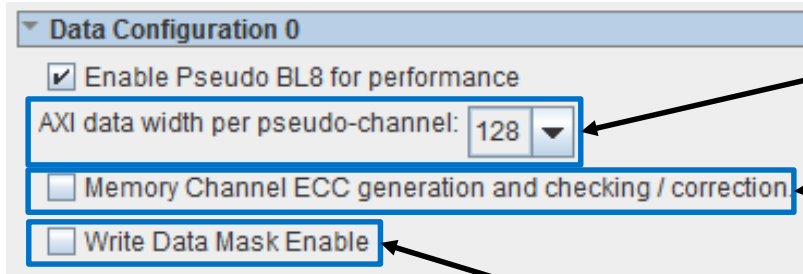 Data Configuration 0
Enable Pseudo BL8 for performance
AXI data width per pseudo-channel: 128
Memory Channel ECC generation and checking / correction.
Write Data Mask Enable